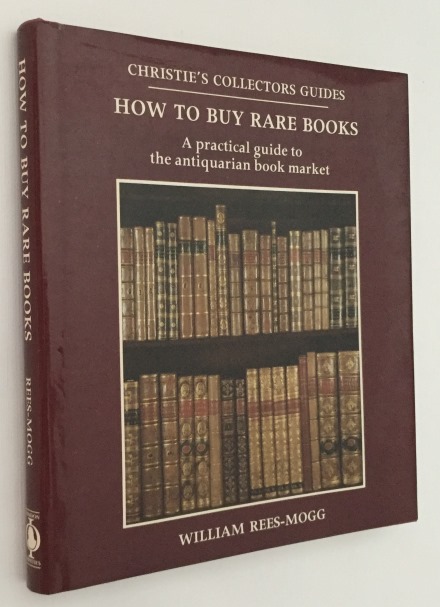 CHRISTIE'S COLLECTORS GUIDES
HOW TO BUY RARE BOOKS
A practical guide to
the antiquarian book market
WILLIAM REES-MOGG
HOW TO BUY RARE BOOKS
REES-MOGG